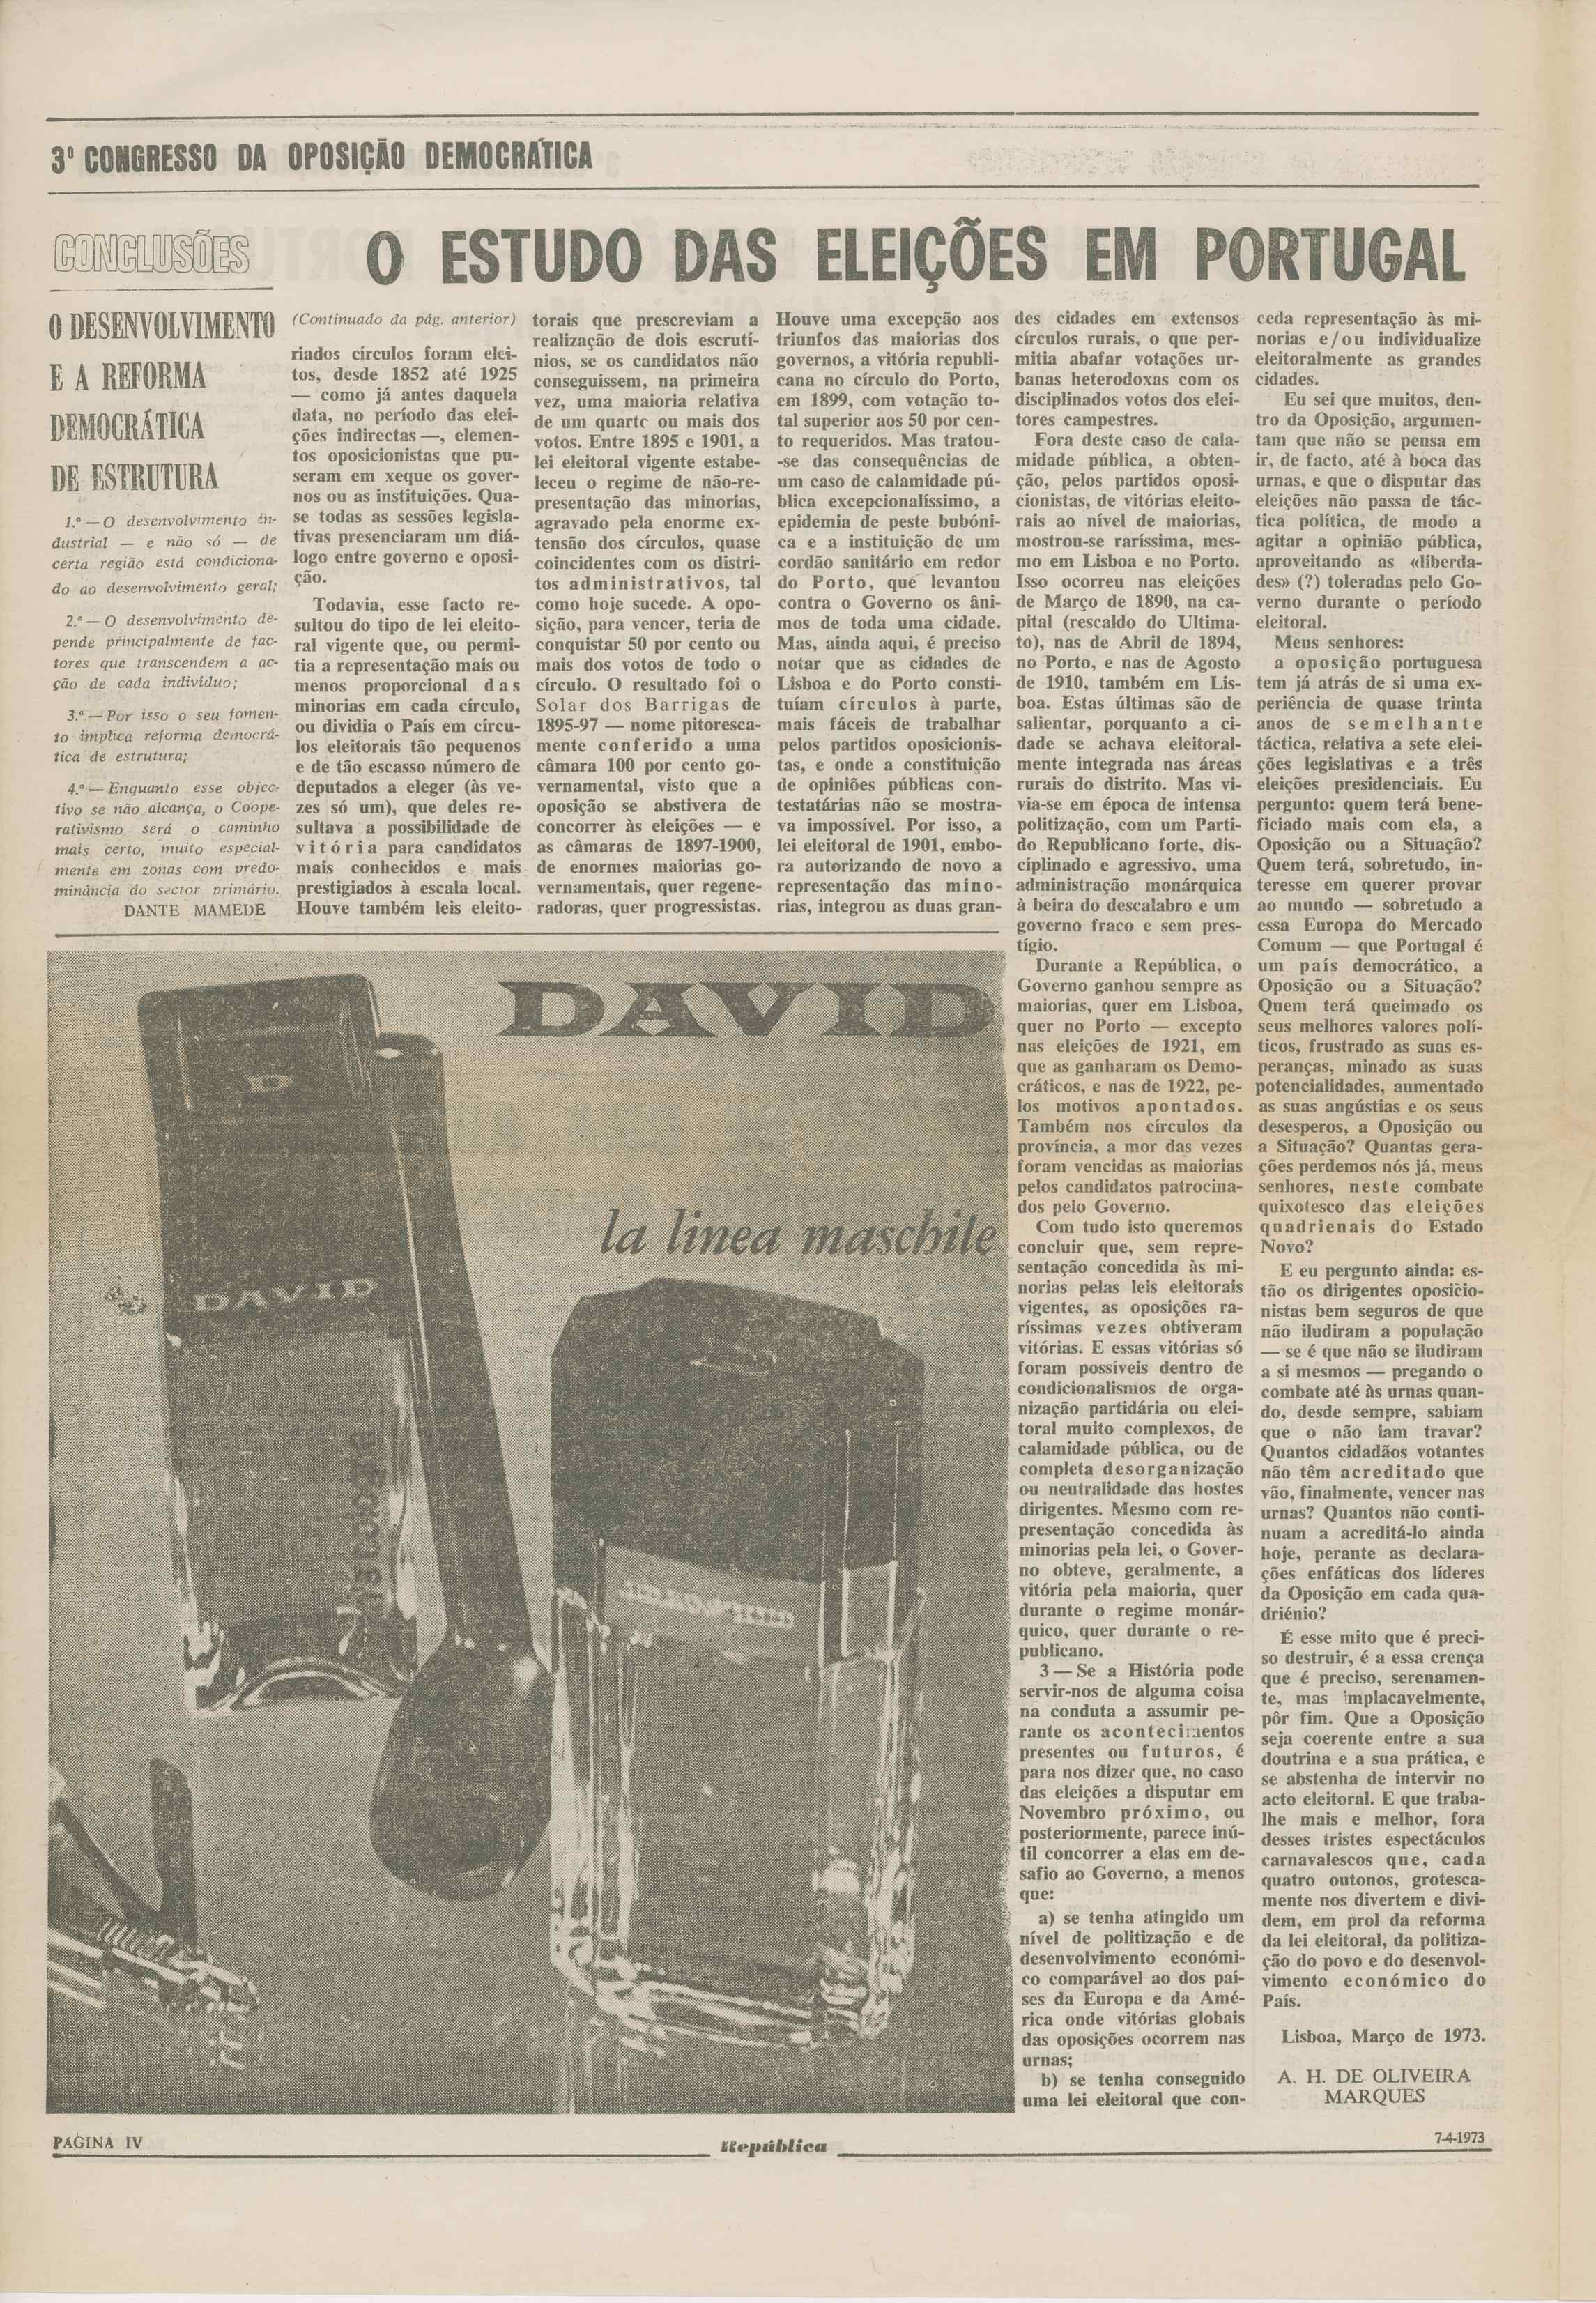 3º CONGRESSO DA OPOSIÇÃO DEMOCRÁTICA
CONCLUSÕES
O DESENVOLVIMENTO
E A REFORMA
DEMOCRÁTICA
DE ESTRUTURA
1.ª — O desenvolvimento in-
dustrial — e não só — de
certa região está condiciona-
do ao desenvolvimento geral;
2.ª — O desenvolvimento de-
pende principalmente de fac-
tores que transcendem a ac-
ção de cada indivíduo;
3.ª — Por isso o seu fomen-
to implica reforma democrá-
tica de estrutura;
4.ª — Enquanto esse objec-
tivo se não alcança, o Coope-
rativismo será o caminho
mais certo, muito especial-
mente em zonas com predo-
minância do sector primário.
DANTE MAMEDE
O ESTUDO DAS ELEIÇÕES EM PORTUGAL
(Continuado da pág. anterior)
riados círculos foram elei-
tos, desde 1852 até 1925
— como já antes daquela
data, no período das elei-
ções indirectas —, elemen-
tos oposicionistas que pu-
seram em xeque os gover-
nos ou as instituições. Qua-
se todas as sessões legisla-
tivas presenciaram um diá-
logo entre governo e oposi-
ção.
Todavia, esse facto re-
sultou do tipo de lei eleito-
ral vigente que, ou permi-
tia a representação mais ou
menos proporcional das
minorias em cada círculo,
ou dividia o País em círcu-
los eleitorais tão pequenos
e de tão escasso número de
deputados a eleger (às ve-
zes só um), que deles re-
sultava a possibilidade de
vitória para candidatos
mais conhecidos e mais
prestigiados à escala local.
Houve também leis eleito-
torais que prescreviam a
realização de dois escrutí-
nios, se os candidatos não
conseguissem, na primeira
vez, uma maioria relativa
de um quarto ou mais dos
votos. Entre 1895 e 1901, a
lei eleitoral vigente estabe-
leceu o regime de não-re-
presentação das minorias,
agravado pela enorme ex-
tensão dos círculos, quase
coincidentes com os distri-
tos administrativos, tal
como hoje sucede. A opo-
sição, para vencer, teria de
conquistar 50 por cento ou
mais dos votos de todo o
círculo. O resultado foi o
Solar dos Barrigas de
1895-97 — nome pitoresca-
mente conferido a uma
câmara 100 por cento go-
vernamental, visto que a
oposição se abstivera de
concorrer às eleições — e
as câmaras de 1897-1900,
de enormes maiorias go-
vernamentais, quer regene-
radoras, quer progressistas.
Houve uma excepção aos
triunfos das maiorias dos
governos, a vitória republi-
cana no círculo do Porto,
em 1899, com votação to-
tal superior aos 50 por cen-
to requeridos. Mas tratou-
-se das consequências de
um caso de calamidade pú-
blica excepcionalíssimo, a
epidemia de peste bubóni-
ca e a instituição de um
cordão sanitário em redor
do Porto, que levantou
contra o Governo os âni-
mos de toda uma cidade.
Mas, ainda aqui, é preciso
notar que as cidades de
Lisboa e do Porto consti-
tuíam círculos à parte,
mais fáceis de trabalhar
pelos partidos oposicionis-
tas, e onde a constituição
de opiniões públicas con-
testatárias não se mostra-
va impossível. Por isso, a
lei eleitoral de 1901, embo-
ra autorizando de novo a
representação das mino-
rias, integrou as duas gran-
des cidades em extensos
círculos rurais, o que per-
mitia abafar votações ur-
banas heterodoxas com os
disciplinados votos dos elei-
tores campestres.
Fora deste caso de cala-
midade pública, a obten-
ção, pelos partidos oposi-
cionistas, de vitórias eleito-
rais ao nível de maiorias,
mostrou-se raríssima, mes-
mo em Lisboa e no Porto.
Isso ocorreu nas eleições
de Março de 1890, na ca-
pital (rescaldo do Ultima-
to), nas de Abril de 1894,
no Porto, e nas de Agosto
de 1910, também em Lis-
boa. Estas últimas são de
salientar, porquanto a ci-
dade se achava eleitoral-
mente integrada nas áreas
rurais do distrito. Mas vi-
via-se em época de intensa
politização, com um Parti-
do Republicano forte, dis-
ciplinado e agressivo, uma
administração monárquica
à beira do descalabro e um
governo fraco e sem pres-
tígio.
Durante a República, o
Governo ganhou sempre as
maiorias, quer em Lisboa,
quer no Porto — excepto
nas eleições de 1921, em
que as ganharam os Demo-
cráticos, e nas de 1922, pe-
los motivos apontados.
Também nos círculos da
província, a mor das vezes
foram vencidas as maiorias
pelos candidatos patrocina-
dos pelo Governo.
Com tudo isto queremos
concluir que, sem repre-
sentação concedida às mi-
norias pelas leis eleitorais
vigentes, as oposições ra-
ríssimas vezes obtiveram
vitórias. E essas vitórias só
foram possíveis dentro de
condicionalismos de orga-
nização partidária ou elei-
toral muito complexos, de
calamidade pública, ou de
completa desorganização
ou neutralidade das hostes
dirigentes. Mesmo com re-
presentação concedida às
minorias pela lei, o Gover-
no obteve, geralmente, a
vitória pela maioria, quer
durante o regime monár-
quico, quer durante o re-
publicano.
3 — Se a História pode
servir-nos de alguma coisa
na conduta a assumir pe-
rante os acontecimentos
presentes ou futuros, é
para nos dizer que, no caso
das eleições a disputar em
Novembro próximo, ou
posteriormente, parece inú-
til concorrer a elas em de-
safio ao Governo, a menos
que:
a) se tenha atingido um
nível de politização e de
desenvolvimento económi-
co comparável ao dos paí-
ses da Europa e da Amé-
rica onde vitórias globais
das oposições ocorrem nas
urnas;
b) se tenha conseguido
uma lei eleitoral que con-
ceda representação às mi-
norias e/ou individualize
eleitoralmente as grandes
cidades.
Eu sei que muitos, den-
tro da Oposição, argumen-
tam que não se pensa em
ir, de facto, até à boca das
urnas, e que o disputar das
eleições não passa de tác-
tica política, de modo a
agitar a opinião pública,
aproveitando as «liberda-
des» (?) toleradas pelo Go-
verno durante o período
eleitoral.
Meus senhores:
a oposição portuguesa
tem já atrás de si uma ex-
periência de quase trinta
anos de semelhante
táctica, relativa a sete elei-
ções legislativas e a três
eleições presidenciais. Eu
pergunto: quem terá bene-
ficiado mais com ela, a
Oposição ou a Situação?
Quem terá, sobretudo, in-
teresse em querer provar
ao mundo — sobretudo a
essa Europa do Mercado
Comum — que Portugal é
um país democrático, a
Oposição ou a Situação?
Quem terá queimado os
seus melhores valores polí-
ticos, frustrado as suas es-
peranças, minado as suas
potencialidades, aumentado
as suas angústias e os seus
desesperos, a Oposição ou
a Situação? Quantas gera-
ções perdemos nós já, meus
senhores, neste combate
quixotesco das eleições
quadrienais do Estado
Novo?
E eu pergunto ainda: es-
tão os dirigentes oposicio-
nistas bem seguros de que
não iludiram a população
— se é que não se iludiram
a si mesmos — pregando o
combate até às urnas quan-
do, desde sempre, sabiam
que o não iam travar?
Quantos cidadãos votantes
não têm acreditado que
vão, finalmente, vencer nas
urnas? Quantos não conti-
nuam a acreditá-lo ainda
hoje, perante as declara-
ções enfáticas dos líderes
da Oposição em cada qua-
driénio?
É esse mito que é preci-
so destruir, é a essa crença
que é preciso, serenamen-
te, mas implacavelmente,
pôr fim. Que a Oposição
seja coerente entre a sua
doutrina e a sua prática, e
se abstenha de intervir no
acto eleitoral. E que traba-
lhe mais e melhor, fora
desses tristes espectáculos
carnavalescos que, cada
quatro outonos, grotesca-
mente nos divertem e divi-
dem, em prol da reforma
da lei eleitoral, da politiza-
ção do povo e do desenvol-
vimento económico do
País.
Lisboa, Março de 1973.
A. H. DE OLIVEIRA
MARQUES
DAVID
la linea maschile
D
DAVID
cologne
PÁGINA IV
República
7-4-1973